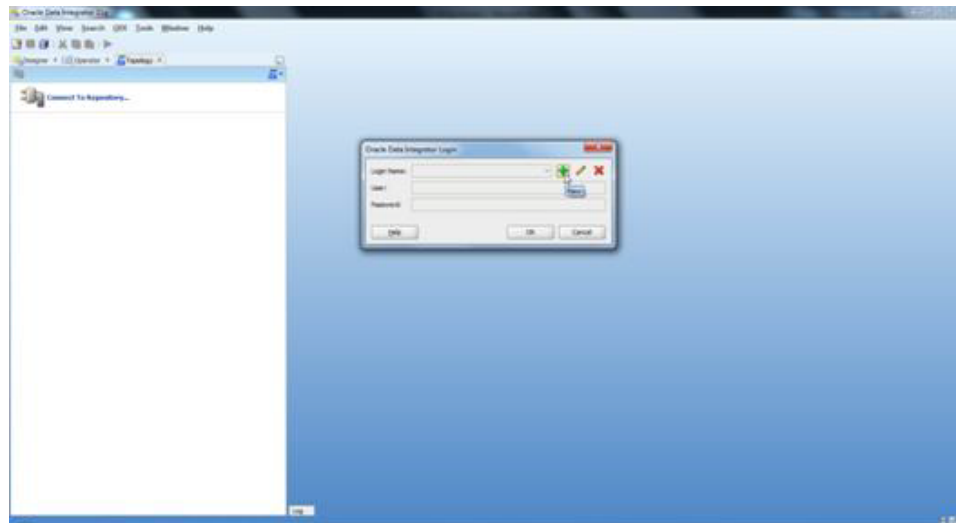 Oracle Data Integrator 11g
File Edit View Search ODI Tools Window Help
Designer Operator Topology
Connect To Repository...
Oracle Data Integrator Login
Login Name:
User:
Password:
New
Help OK Cancel
Log